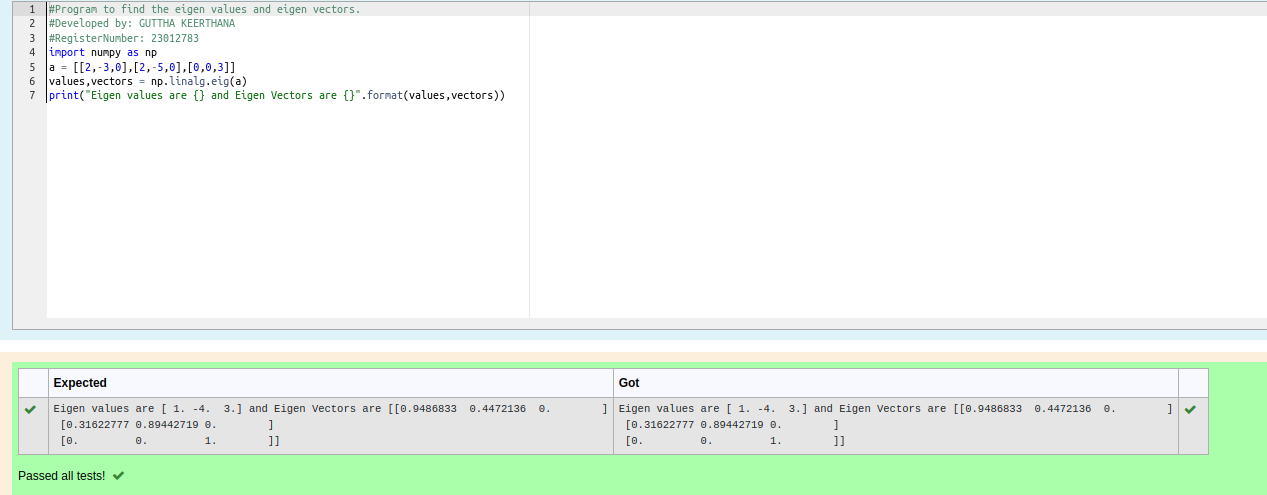 1 #Program to find the eigen values and eigen vectors.
2 #Developed by: GUTTHA KEERTHANA
3 #RegisterNumber: 23012783
4 import numpy as np
5 a = [[2,-3,0],[2,-5,0],[0,0,3]]
6 values,vectors = np.linalg.eig(a)
7 print("Eigen values are {} and Eigen Vectors are {}".format(values,vectors))
Expected Got
Eigen values are [ 1. -4.  3.] and Eigen Vectors are [[0.9486833  0.4472136  0.        ] Eigen values are [ 1. -4.  3.] and Eigen Vectors are [[0.9486833  0.4472136  0.        ]
[0.31622777 0.89442719 0.        ] [0.31622777 0.89442719 0.        ]
[0.         0.         1.        ]] [0.         0.         1.        ]]
Passed all tests!